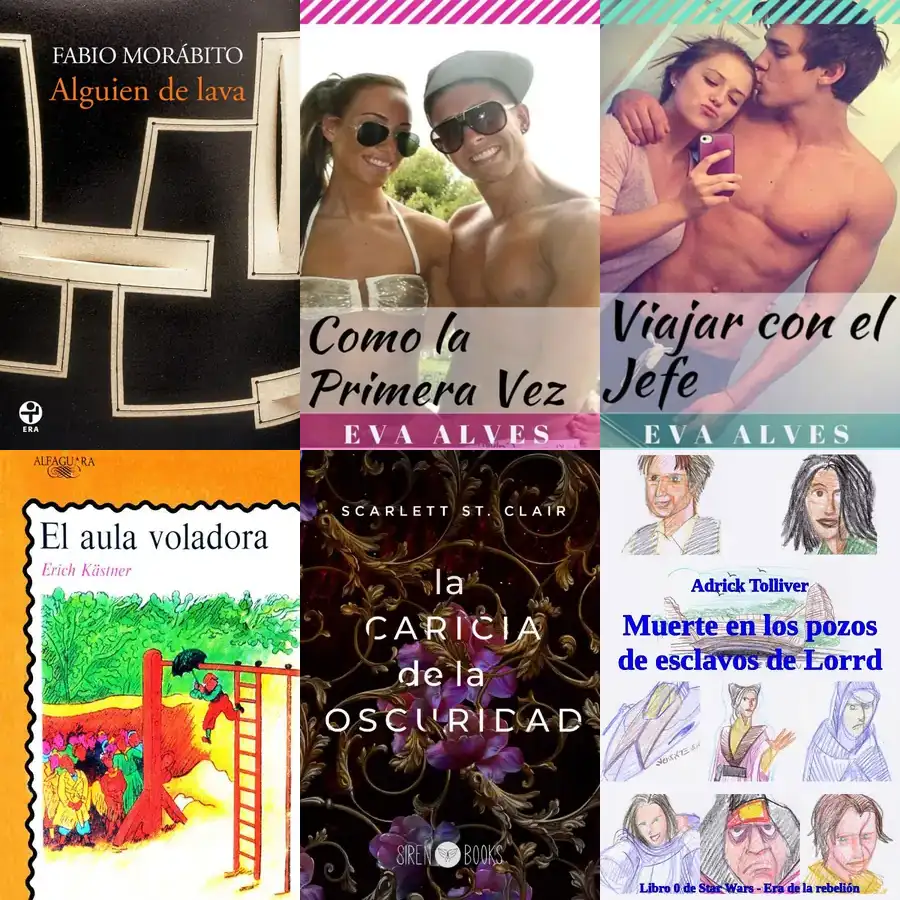 FABIO MORÁBITO
Alguien de lava
ERA
Como la
Primera Vez
EVA ALVES
Viajar con el
Jefe
EVA ALVES
ALFAGUARA
El aula voladora
Erich Kästner
SCARLETT ST. CLAIR
la
CARICIA
de la
OSCURIDAD
SIREN BOOKS
Adrick Tolliver
Muerte en los pozos
de esclavos de Lorrd
Libro 0 de Star Wars - Era de la rebelión